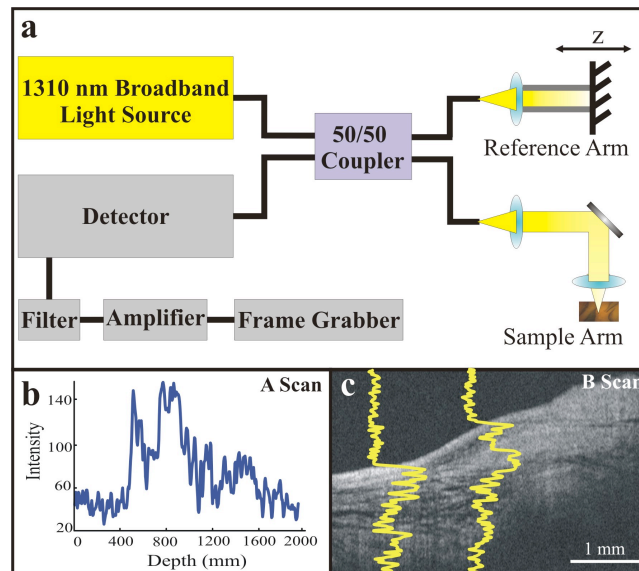 a
Z
1310 nm Broadband
Light Source
50/50
Coupler
Reference Arm
Detector
Filter
Amplifier
Frame Grabber
Sample Arm
b
A Scan
Intensity
140
100
60
20
0
400
800
1200
1600
2000
Depth (mm)
c
B Scan
1 mm